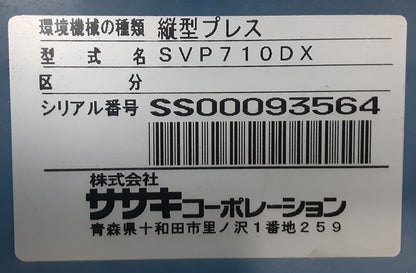 環境機械の種類 縦型プレス
型式名 SVP710DX
区分
シリアル番号 SS00093564
株式会社
ササキコーポレーション
青森県十和田市里ノ沢1番地259